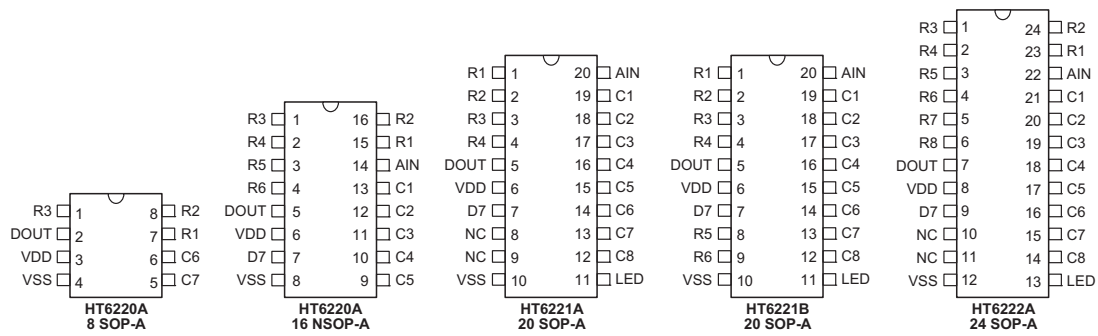 R3 1 8 R2
DOUT 2 7 R1
VDD 3 6 C6
VSS 4 5 C7
HT6220A
8 SOP-A
R3 1 16 R2
R4 2 15 R1
R5 3 14 AIN
R6 4 13 C1
DOUT 5 12 C2
VDD 6 11 C3
D7 7 10 C4
VSS 8 9 C5
HT6220A
16 NSOP-A
R1 1 20 AIN
R2 2 19 C1
R3 3 18 C2
R4 4 17 C3
DOUT 5 16 C4
VDD 6 15 C5
D7 7 14 C6
NC 8 13 C7
NC 9 12 C8
VSS 10 11 LED
HT6221A
20 SOP-A
R1 1 20 AIN
R2 2 19 C1
R3 3 18 C2
R4 4 17 C3
DOUT 5 16 C4
VDD 6 15 C5
D7 7 14 C6
R5 8 13 C7
R6 9 12 C8
VSS 10 11 LED
HT6221B
20 SOP-A
R3 1 24 R2
R4 2 23 R1
R5 3 22 AIN
R6 4 21 C1
R7 5 20 C2
R8 6 19 C3
DOUT 7 18 C4
VDD 8 17 C5
D7 9 16 C6
NC 10 15 C7
NC 11 14 C8
VSS 12 13 LED
HT6222A
24 SOP-A